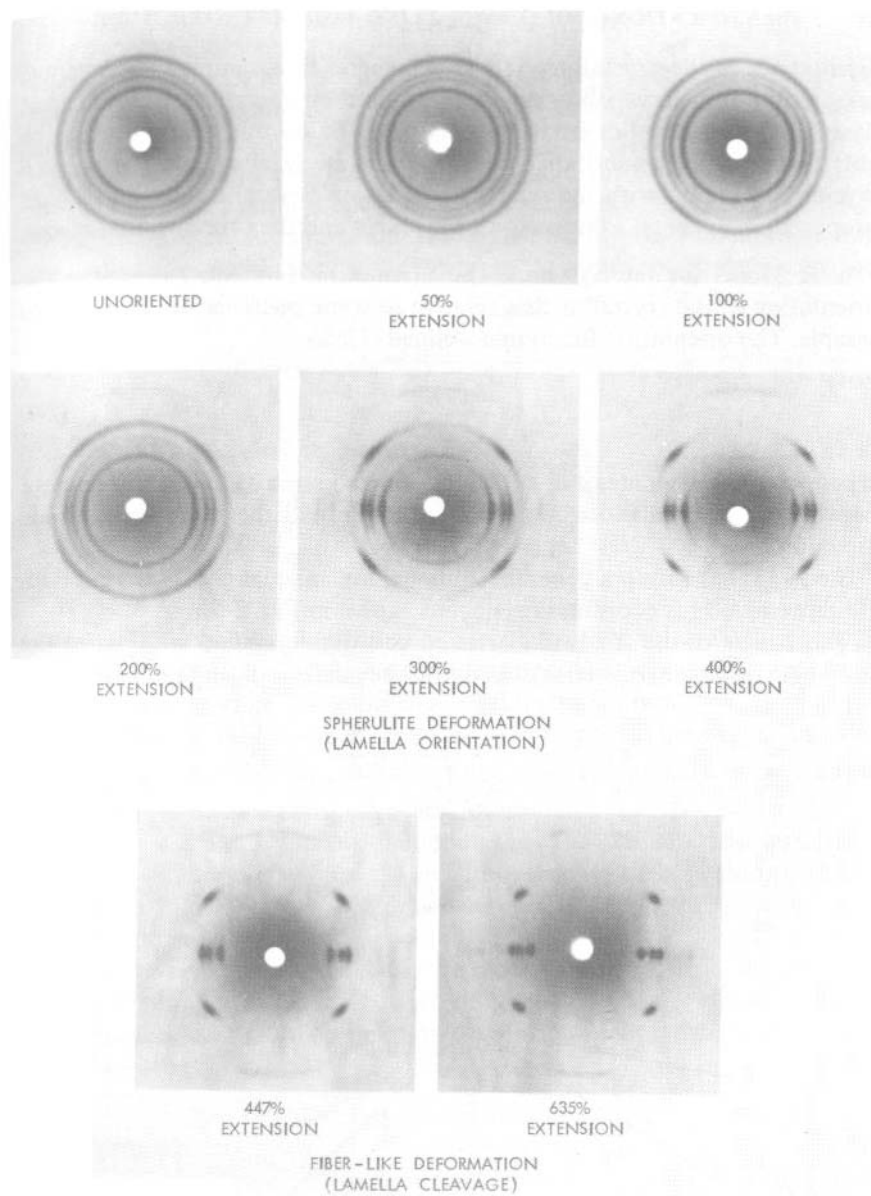 UNORIENTED
50%
EXTENSION
100%
EXTENSION
200%
EXTENSION
300%
EXTENSION
400%
EXTENSION
SPHERULITE DEFORMATION
(LAMELLA ORIENTATION)
447%
EXTENSION
635%
EXTENSION
FIBER-LIKE DEFORMATION
(LAMELLA CLEAVAGE)